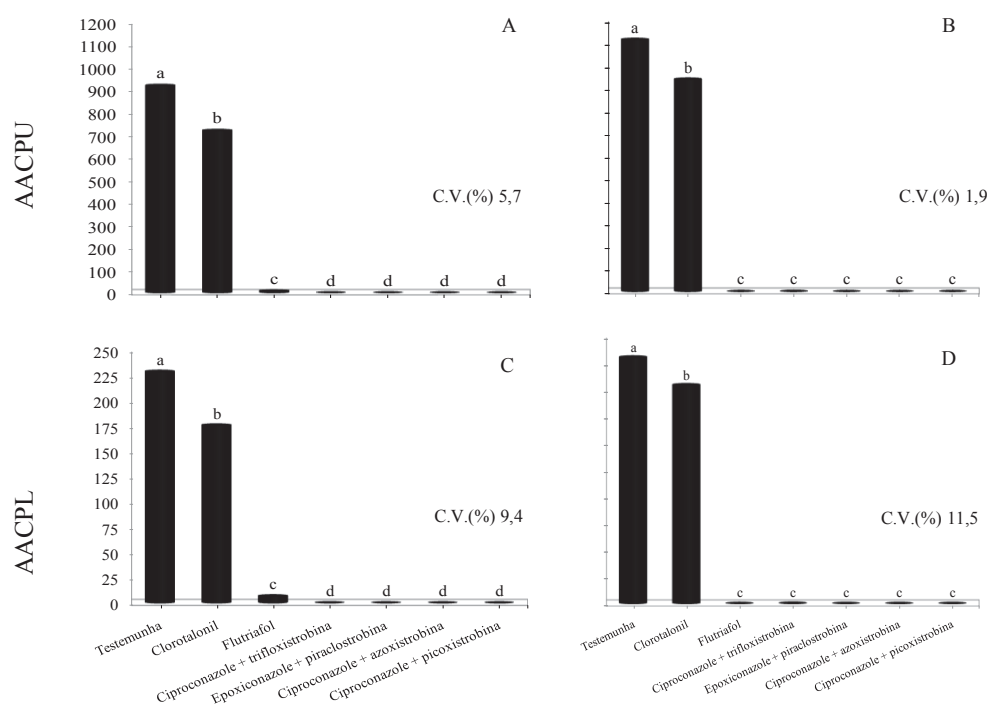 A
AACPU
1200
1100
1000
900
800
700
600
500
400
300
200
100
0
a
b
c
d
d
d
d
C.V.(%) 5,7
B
a
b
c
c
c
c
c
C.V.(%) 1,9
C
AACPL
250
225
200
175
150
125
100
75
50
25
0
a
b
c
d
d
d
d
C.V.(%) 9,4
Testemunha
Clorotalonil
Flutriafol
Ciproconazole + trifloxistrobina
Epoxiconazole + piraclostrobina
Ciproconazole + azoxistrobina
Ciproconazole + picoxistrobina
D
a
b
c
c
c
c
c
C.V.(%) 11,5
Testemunha
Clorotalonil
Flutriafol
Ciproconazole + trifloxistrobina
Epoxiconazole + piraclostrobina
Ciproconazole + azoxistrobina
Ciproconazole + picoxistrobina